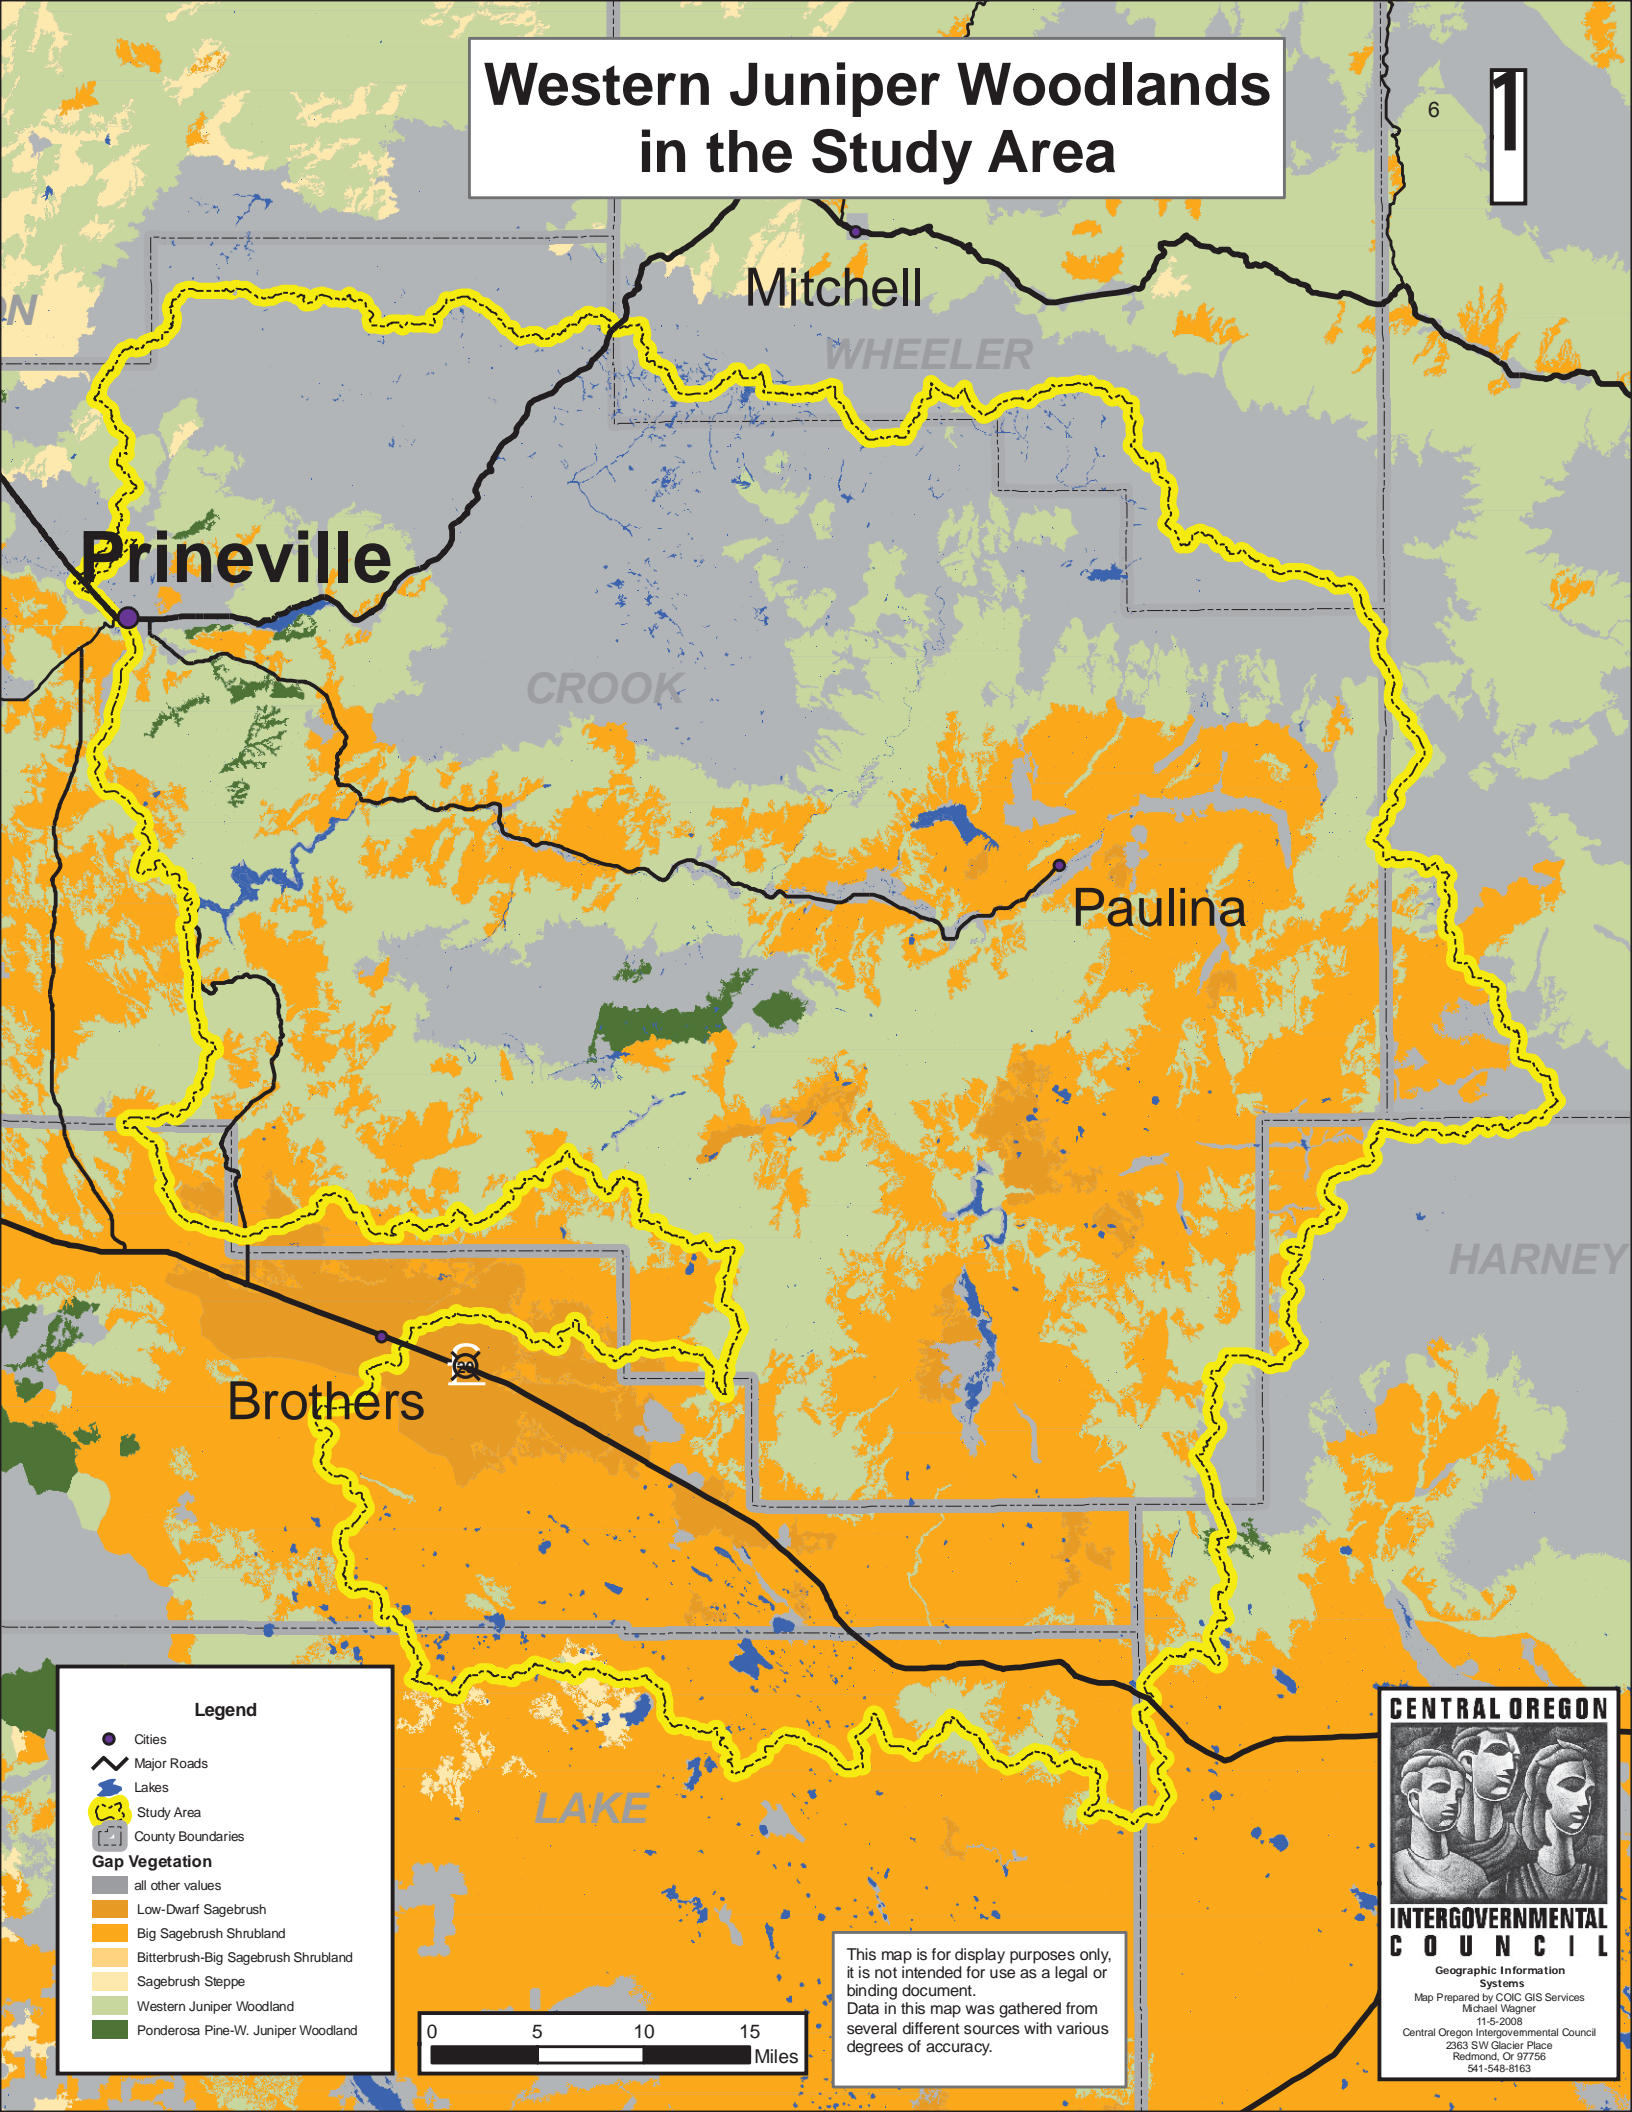 Western Juniper Woodlands
in the Study Area
6
1
Mitchell
ON
WHEELER
Prineville
CROOK
Paulina
HARNEY
20
Brothers
LAKE
Legend
Cities
Major Roads
Lakes
Study Area
County Boundaries
Gap Vegetation
all other values
Low-Dwarf Sagebrush
Big Sagebrush Shrubland
Bitterbrush-Big Sagebrush Shrubland
Sagebrush Steppe
Western Juniper Woodland
Ponderosa Pine-W. Juniper Woodland
0 5 10 15
Miles
This map is for display purposes only,
it is not intended for use as a legal or
binding document.
Data in this map was gathered from
several different sources with various
degrees of accuracy.
CENTRAL OREGON
INTERGOVERNMENTAL
COUNCIL
Geographic Information
Systems
Map Prepared by COIC GIS Services
Michael Wagner
11-5-2008
Central Oregon Intergovernmental Council
2363 SW Glacier Place
Redmond, Or 97756
541-548-8163